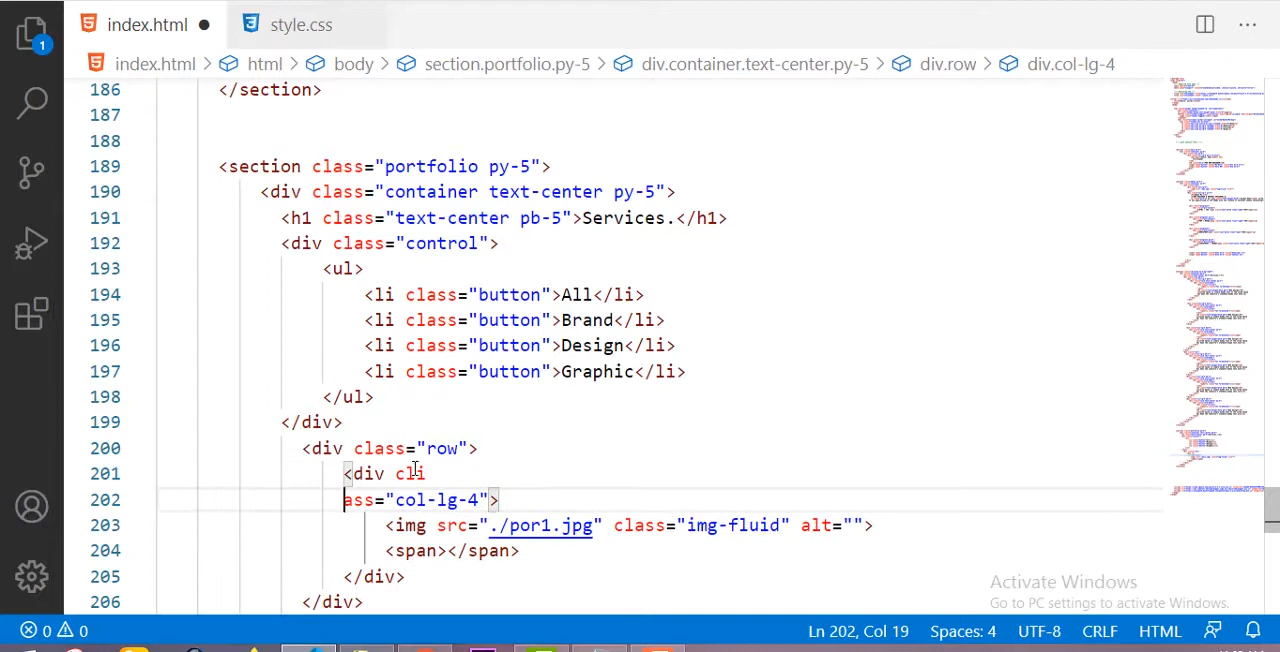 index.html ● style.css
1
index.html > html > body > section.portfolio.py-5 > div.container.text-center.py-5 > div.row > div.col-lg-4
186 </section>
187
188
189 <section class="portfolio py-5">
190 <div class="container text-center py-5">
191 <h1 class="text-center pb-5">Services.</h1>
192 <div class="control">
193 <ul>
194 <li class="button">All</li>
195 <li class="button">Brand</li>
196 <li class="button">Design</li>
197 <li class="button">Graphic</li>
198 </ul>
199 </div>
200 <div class="row">
201 <div cli
202 ass="col-lg-4">
203 <img src="./por1.jpg" class="img-fluid" alt="">
204 <span></span>
205 </div>
206 </div>
Activate Windows
Go to PC settings to activate Windows.
0 0 Ln 202, Col 19 Spaces: 4 UTF-8 CRLF HTML